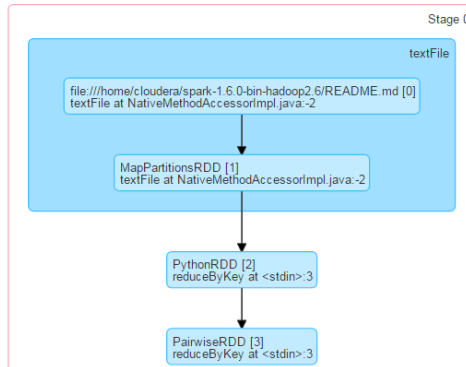 Stage 0
textFile
file:///home/cloudera/spark-1.6.0-bin-hadoop2.6/README.md [0]
textFile at NativeMethodAccessorImpl.java:-2
MapPartitionsRDD [1]
textFile at NativeMethodAccessorImpl.java:-2
PythonRDD [2]
reduceByKey at <stdin>:3
PairwiseRDD [3]
reduceByKey at <stdin>:3